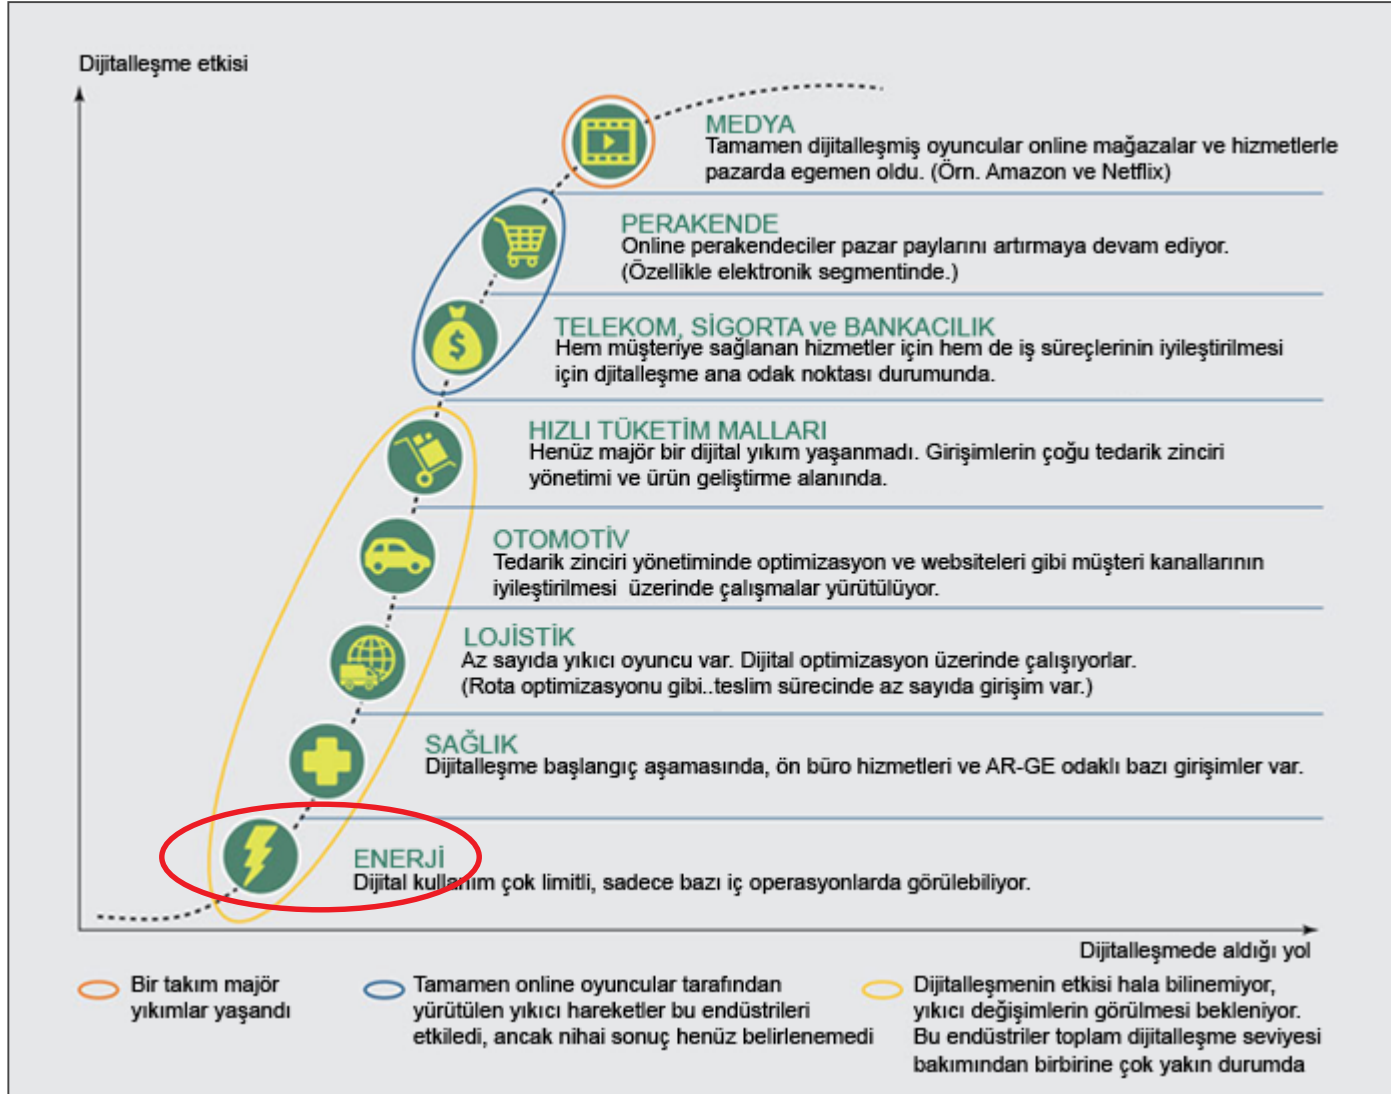 Dijitalleşme etkisi
MEDYA
Tamamen dijitalleşmiş oyuncular online mağazalar ve hizmetlerle
pazarda egemen oldu. (Örn. Amazon ve Netflix)
PERAKENDE
Online perakendeciler pazar paylarını artırmaya devam ediyor.
(Özellikle elektronik segmentinde.)
TELEKOM, SİGORTA ve BANKACILIK
Hem müşteriye sağlanan hizmetler için hem de iş süreçlerinin iyileştirilmesi
için djitalleşme ana odak noktası durumunda.
$
HIZLI TÜKETİM MALLARI
Henüz majör bir dijital yıkım yaşanmadı. Girişimlerin çoğu tedarik zinciri
yönetimi ve ürün geliştirme alanında.
OTOMOTİV
Tedarik zinciri yönetiminde optimizasyon ve websiteleri gibi müşteri kanallarının
iyileştirilmesi üzerinde çalışmalar yürütülüyor.
LOJİSTİK
Az sayıda yıkıcı oyuncu var. Dijital optimizasyon üzerinde çalışıyorlar.
(Rota optimizasyonu gibi..teslim sürecinde az sayıda girişim var.)
SAĞLIK
Dijitalleşme başlangıç aşamasında, ön büro hizmetleri ve AR-GE odaklı bazı girişimler var.
ENERJİ
Dijital kullanım çok limitli, sadece bazı iç operasyonlarda görülebiliyor.
Dijitalleşmede aldığı yol
Bir takım majör
yıkımlar yaşandı
Tamamen online oyuncular tarafından
yürütülen yıkıcı hareketler bu endüstrileri
etkiledi, ancak nihai sonuç henüz belirlenemedi
Dijitalleşmenin etkisi hala bilinemiyor,
yıkıcı değişimlerin görülmesi bekleniyor.
Bu endüstriler toplam dijitalleşme seviyesi
bakımından birbirine çok yakın durumda